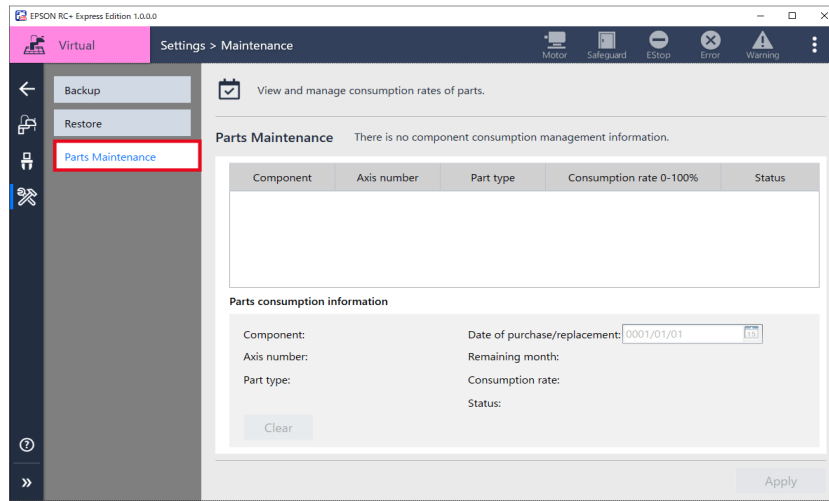 EPSON RC+ Express Edition 1.0.0.0
Virtual
Settings > Maintenance
Motor
Safeguard
EStop
Error
Warning
Backup
Restore
Parts Maintenance
View and manage consumption rates of parts.
Parts Maintenance There is no component consumption management information.
Component Axis number Part type Consumption rate 0-100% Status
Parts consumption information
Component: Date of purchase/replacement: 0001/01/01 15
Axis number: Remaining month:
Part type: Consumption rate:
Status:
Clear
Apply